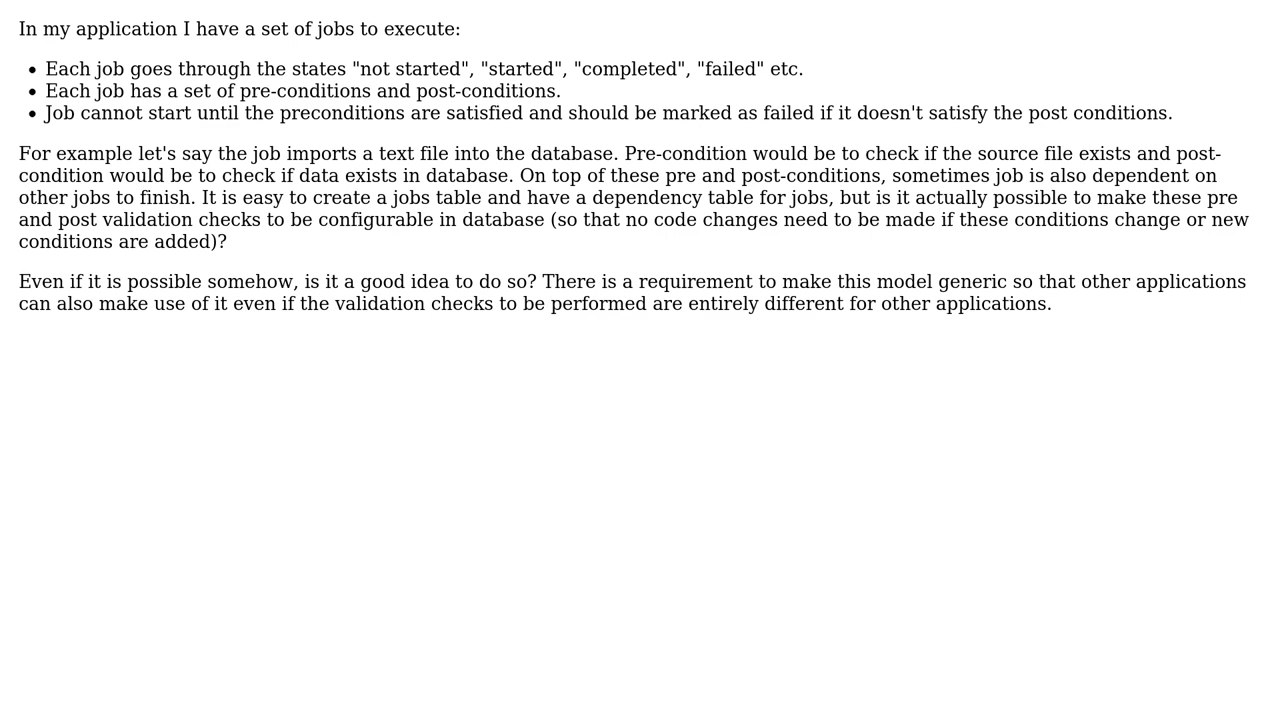 In my application I have a set of jobs to execute:
• Each job goes through the states "not started", "started", "completed", "failed" etc.
• Each job has a set of pre-conditions and post-conditions.
• Job cannot start until the preconditions are satisfied and should be marked as failed if it doesn't satisfy the post conditions.
For example let's say the job imports a text file into the database. Pre-condition would be to check if the source file exists and post-
condition would be to check if data exists in database. On top of these pre and post-conditions, sometimes job is also dependent on
other jobs to finish. It is easy to create a jobs table and have a dependency table for jobs, but is it actually possible to make these pre
and post validation checks to be configurable in database (so that no code changes need to be made if these conditions change or new
conditions are added)?
Even if it is possible somehow, is it a good idea to do so? There is a requirement to make this model generic so that other applications
can also make use of it even if the validation checks to be performed are entirely different for other applications.